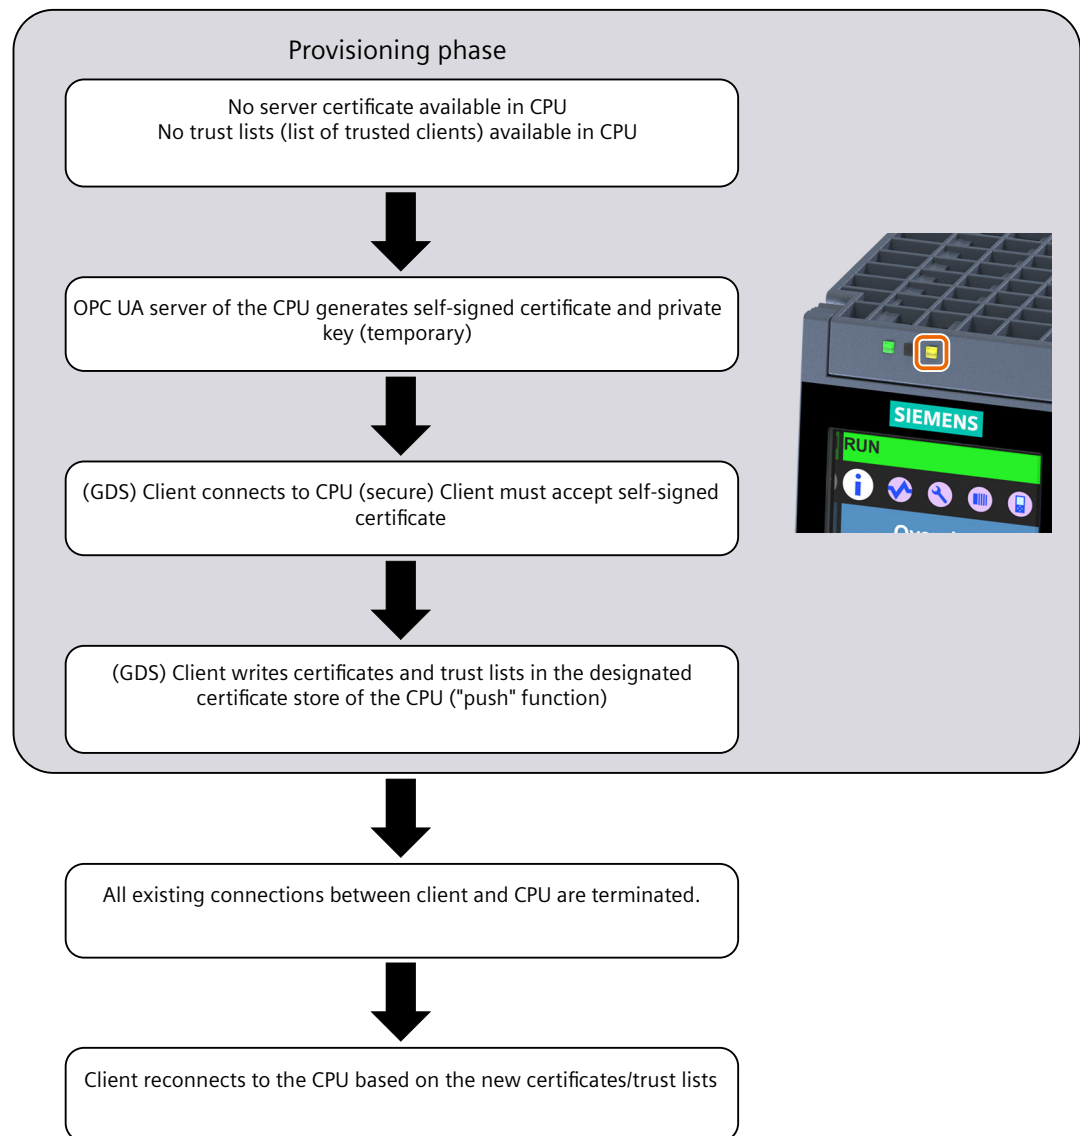 Provisioning phase
No server certificate available in CPU
No trust lists (list of trusted clients) available in CPU
OPC UA server of the CPU generates self-signed certificate and private
key (temporary)
(GDS) Client connects to CPU (secure) Client must accept self-signed
certificate
(GDS) Client writes certificates and trust lists in the designated
certificate store of the CPU ("push" function)
SIEMENS
RUN
All existing connections between client and CPU are terminated.
Client reconnects to the CPU based on the new certificates/trust lists